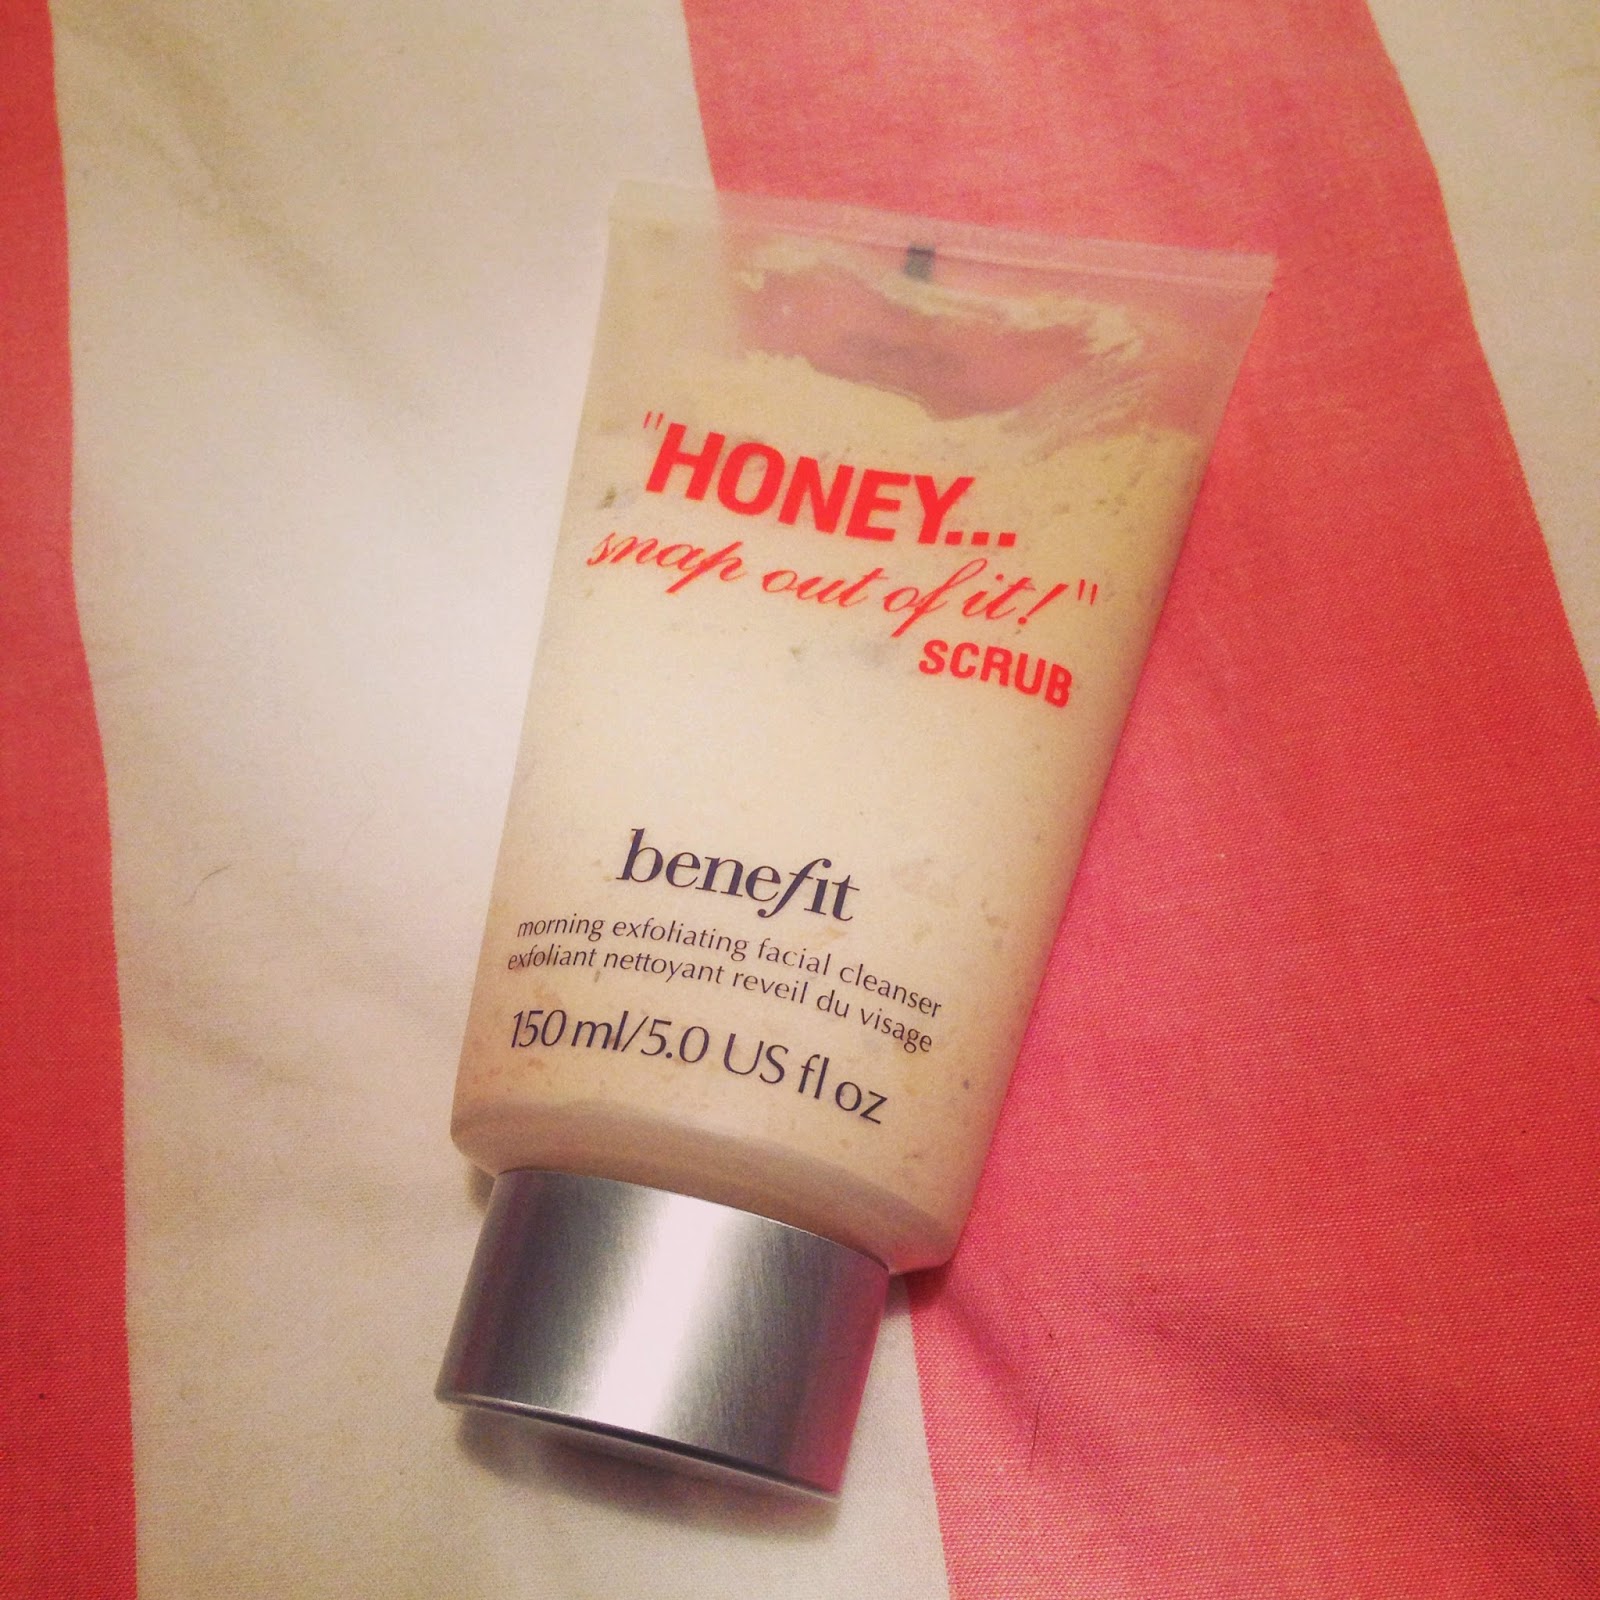 "HONEY...
snap out of it!"
SCRUB
benefit
morning exfoliating facial cleanser
exfoliant nettoyant reveil du visage
150 ml/5.0 US fl oz